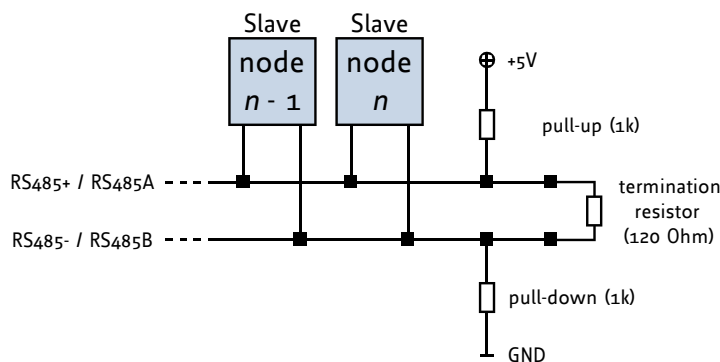 Slave
Slave
node
n - 1
node
n
+5V
pull-up (1k)
RS485+ / RS485A
termination
resistor
(120 Ohm)
RS485- / RS485B
pull-down (1k)
GND